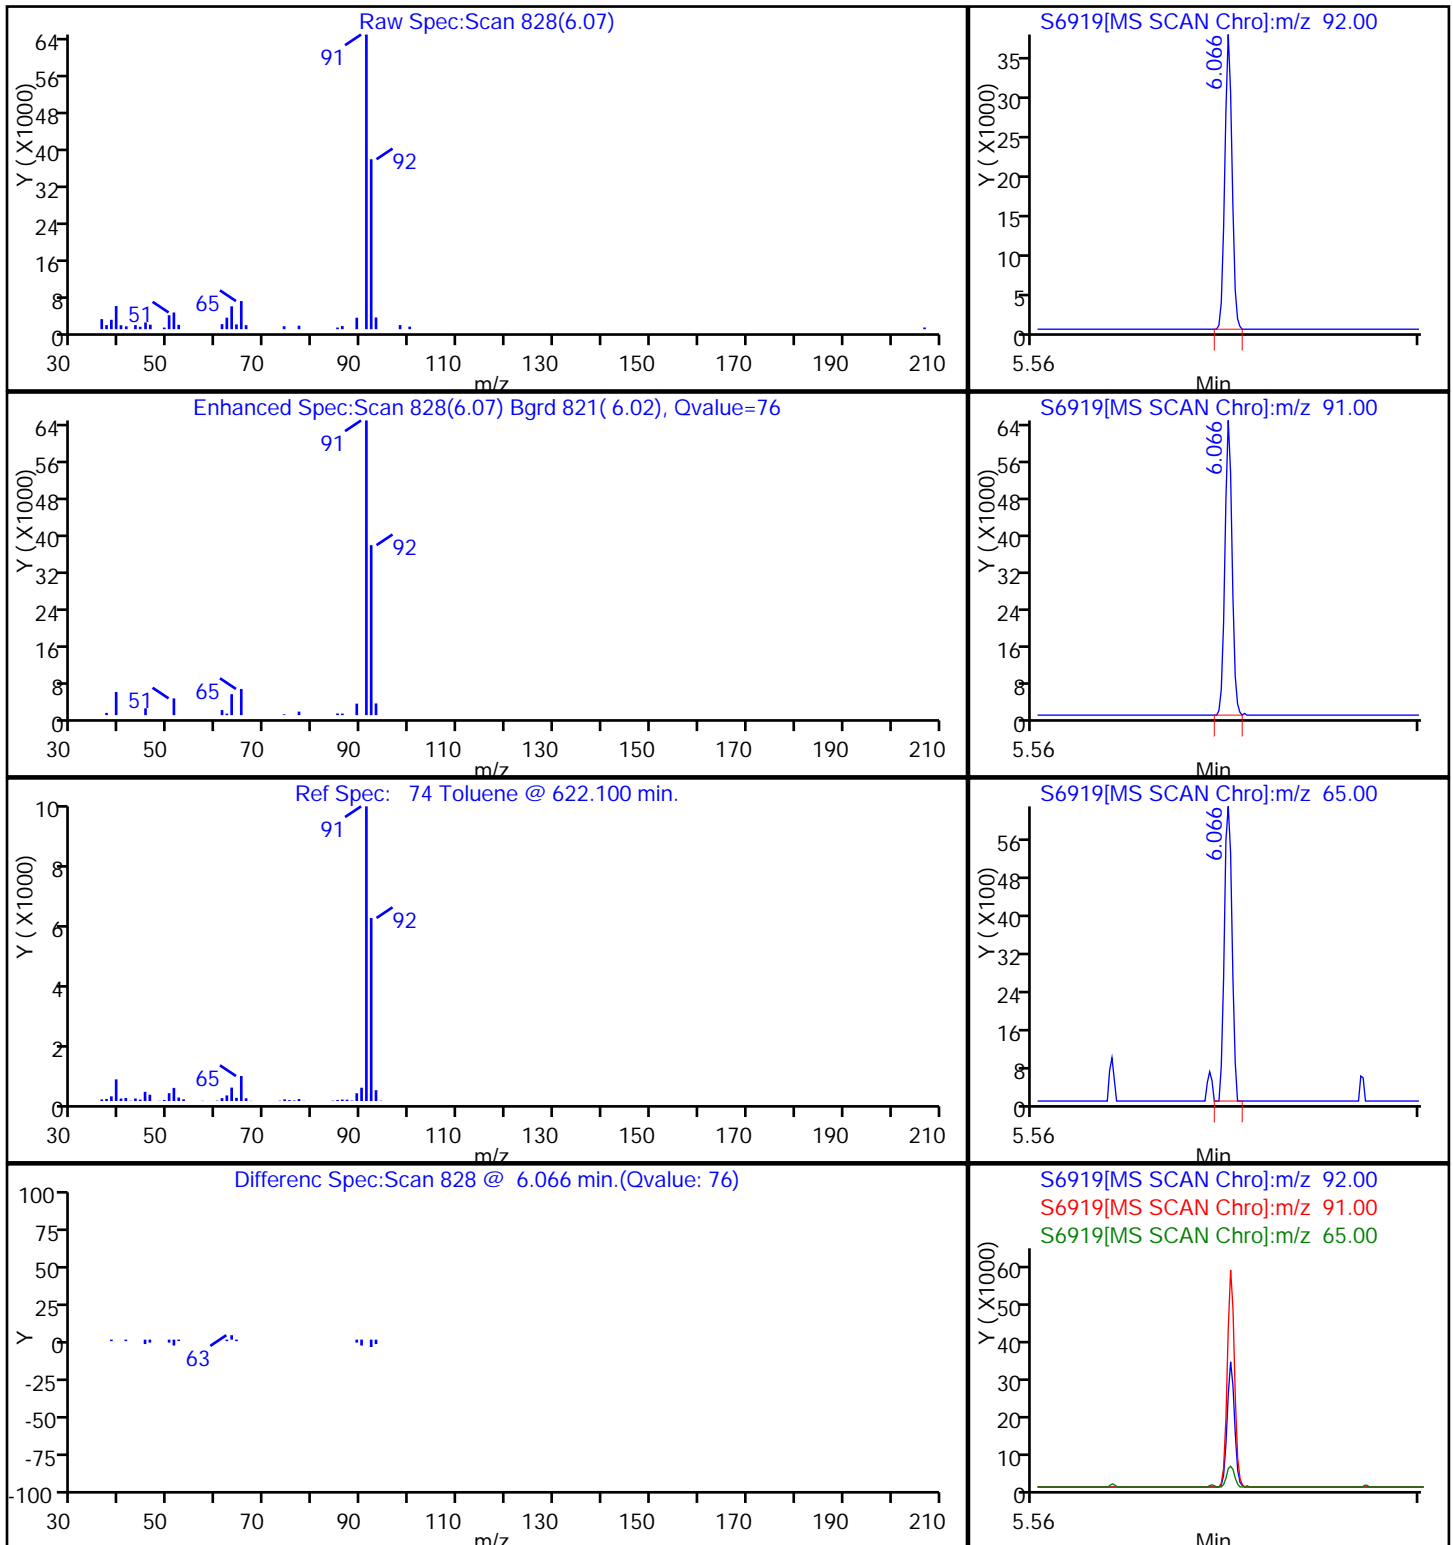 Raw Spec:Scan 828(6.07)
Y ( X1000)
64
56
48
40
32
24
16
8
0
91
92
51
65
30 50 70 90 110 130 150 170 190 210
m/z
S6919[MS SCAN Chro]:m/z 92.00
Y ( X1000)
35
30
25
20
15
10
5
0
6.066
5.56
Min
Enhanced Spec:Scan 828(6.07) Bgrd 821( 6.02), Qvalue=76
Y ( X1000)
64
56
48
40
32
24
16
8
0
91
92
51
65
30 50 70 90 110 130 150 170 190 210
m/z
S6919[MS SCAN Chro]:m/z 91.00
Y ( X1000)
64
56
48
40
32
24
16
8
0
6.066
5.56
Min
Ref Spec: 74 Toluene @ 622.100 min.
Y ( X1000)
10
8
6
4
2
0
91
92
65
30 50 70 90 110 130 150 170 190 210
m/z
S6919[MS SCAN Chro]:m/z 65.00
Y ( X100)
56
48
40
32
24
16
8
0
6.066
5.56
Min
Differenc Spec:Scan 828 @ 6.066 min.(Qvalue: 76)
Y
100
75
50
25
0
-25
-50
-75
-100
63
30 50 70 90 110 130 150 170 190 210
m/z
S6919[MS SCAN Chro]:m/z 92.00
S6919[MS SCAN Chro]:m/z 91.00
S6919[MS SCAN Chro]:m/z 65.00
Y ( X1000)
60
50
40
30
20
10
0
5.56
Min